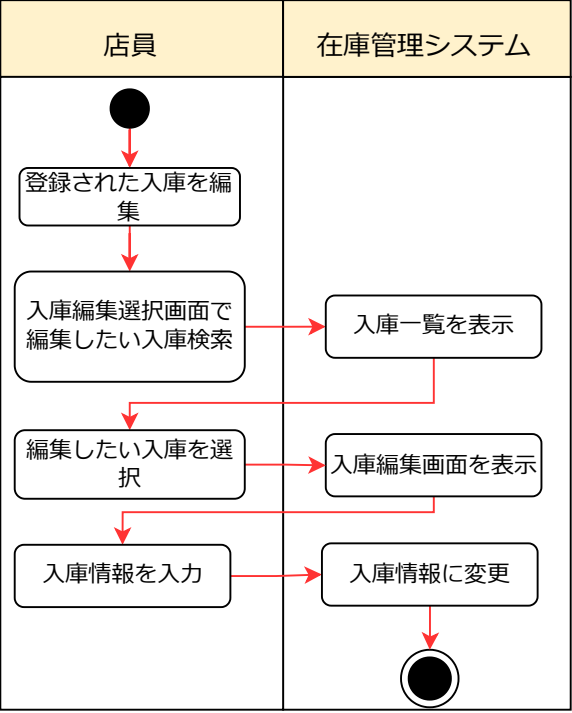 店員
在庫管理システム
登録された入庫を編
集
入庫編集選択画面で
編集したい入庫検索
入庫一覧を表示
編集したい入庫を選
択
入庫編集画面を表示
入庫情報を入力
入庫情報に変更